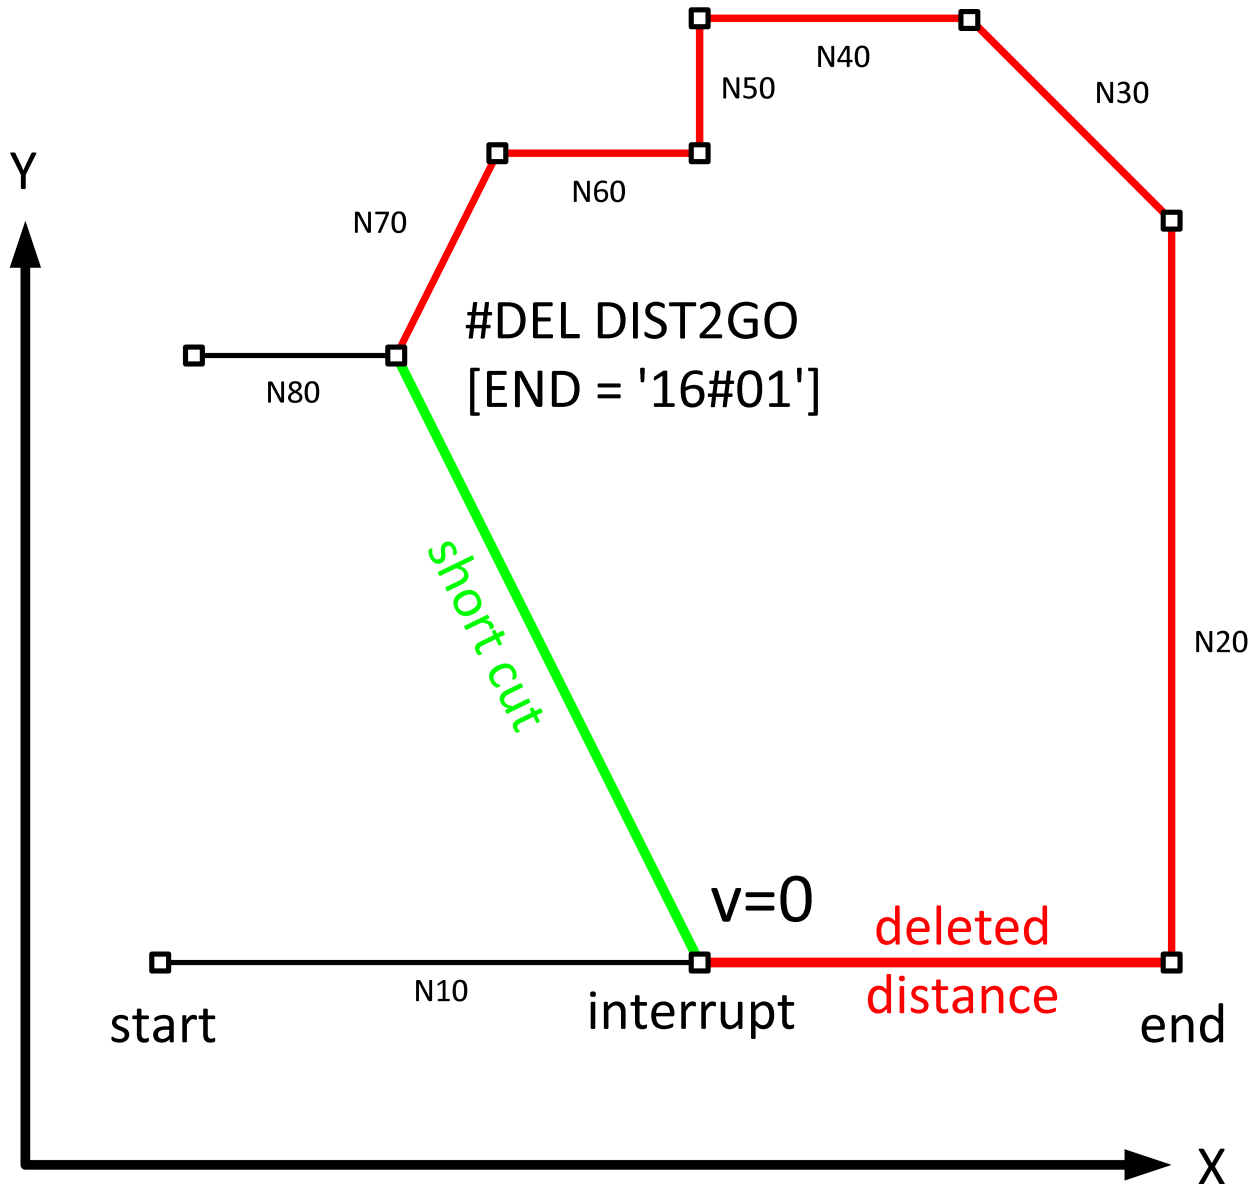 N40
N50
N30
Y
N60
N70
#DEL DIST2GO
[END = '16#01']
N80
short cut
N20
v=0
deleted
distance
N10
start
interrupt
end
X